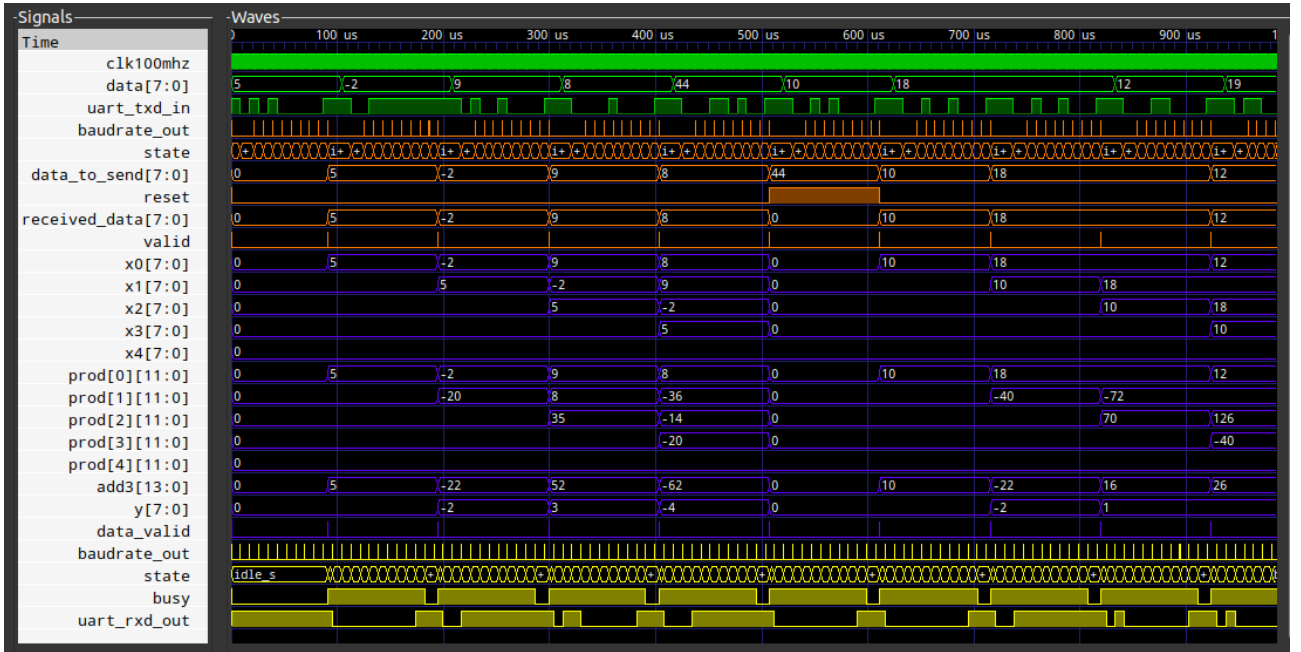 Signals Waves
Time 0 100 us 200 us 300 us 400 us 500 us 600 us 700 us 800 us 900 us 1
clk100mhz
data[7:0] 5 -2 9 8 44 10 18 12 19
uart_txd_in
baudrate_out
state + i+ + i+ + i+ + i+ + i+ + i+ + i+ + i+ + i+ +
data_to_send[7:0] 0 5 -2 9 8 44 10 18 12
reset
received_data[7:0] 0 5 -2 9 8 0 10 18 12
valid
x0[7:0] 0 5 -2 9 8 0 10 18 12
x1[7:0] 0 5 -2 9 0 10 18
x2[7:0] 0 5 -2 0 10 18
x3[7:0] 0 5 0 10
x4[7:0] 0
prod[0][11:0] 0 5 -2 9 8 0 10 18 12
prod[1][11:0] 0 -20 8 -36 0 -40 -72
prod[2][11:0] 0 35 -14 0 70 126
prod[3][11:0] 0 -20 0 -40
prod[4][11:0] 0
add3[13:0] 0 5 -22 52 -62 0 10 -22 16 26
y[7:0] 0 -2 3 -4 0 -2 1
data_valid
baudrate_out
state idle_s + + + + + + + +
busy
uart_rxd_out